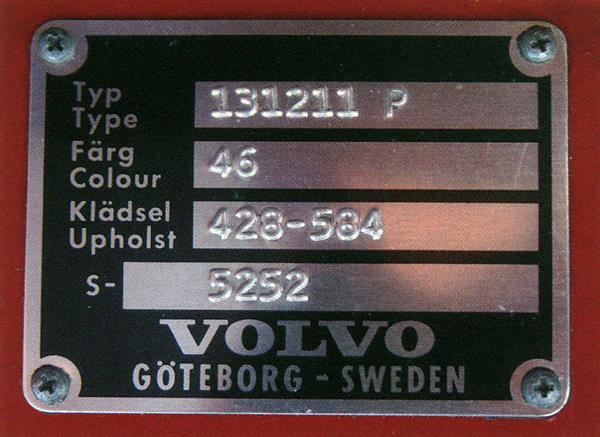 Typ
Type 131211 P
Färg
Colour 46
Klädsel
Upholst 428-584
S- 5252
VOLVO
GÖTEBORG - SWEDEN